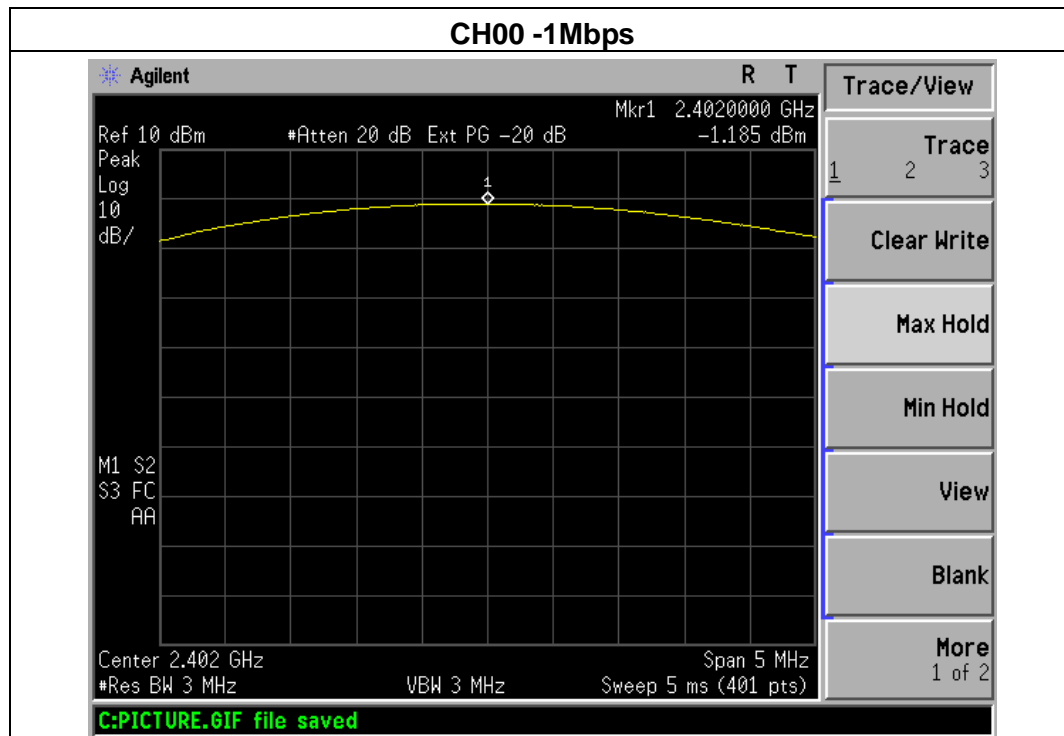 CH00 -1Mbps
Agilent R T
Mkr1 2.4020000 GHz
Ref 10 dBm #Atten 20 dB Ext PG -20 dB -1.185 dBm
Peak
Log
10
dB/
1
M1 S2
S3 FC
AA
Center 2.402 GHz Span 5 MHz
#Res BW 3 MHz VBW 3 MHz Sweep 5 ms (401 pts)
C:PICTURE.GIF file saved
Trace/View
Trace
1 2 3
Clear Write
Max Hold
Min Hold
View
Blank
More
1 of 2